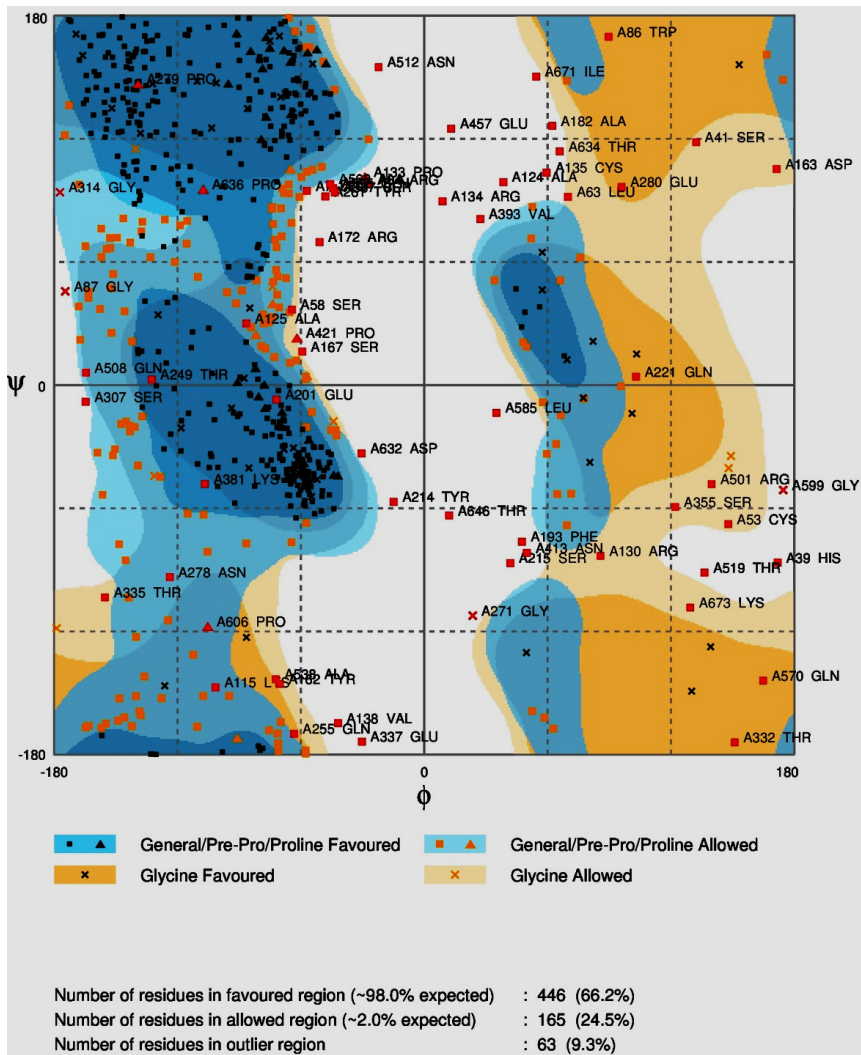 180
A86 TRP
A512 ASN
A671 ILE
A279 PRO
A457 GLU
A182 ALA
A41 SER
A634 THR
A133 PRO
A135 CYS
A163 ASP
A124 ALA
A280 GLU
A314 GLY
A636 PRO
A134 ARG
A63 LEU
A393 VAL
A172 ARG
A87 GLY
A58 SER
A125 ALA
A421 PRO
A167 SER
A508 GLN
A249 THR
A221 GLN
ψ
0
A307 SER
A201 GLU
A585 LEU
A632 ASP
A381 LYS
A501 ARG
A599 GLY
A214 TYR
A355 SER
A646 THR
A53 CYS
A193 PHE
A413 ASN
A130 ARG
A215 SER
A39 HIS
A278 ASN
A519 THR
A335 THR
A673 LYS
A271 GLY
A606 PRO
A115
A570 GLN
A138 VAL
A255 GLN
A337 GLU
A332 THR
-180
-180
0
180
ϕ
General/Pre-Pro/Proline Favoured
General/Pre-Pro/Proline Allowed
Glycine Favoured
Glycine Allowed
Number of residues in favoured region (~98.0% expected) : 446 (66.2%)
Number of residues in allowed region (~2.0% expected) : 165 (24.5%)
Number of residues in outlier region : 63 (9.3%)